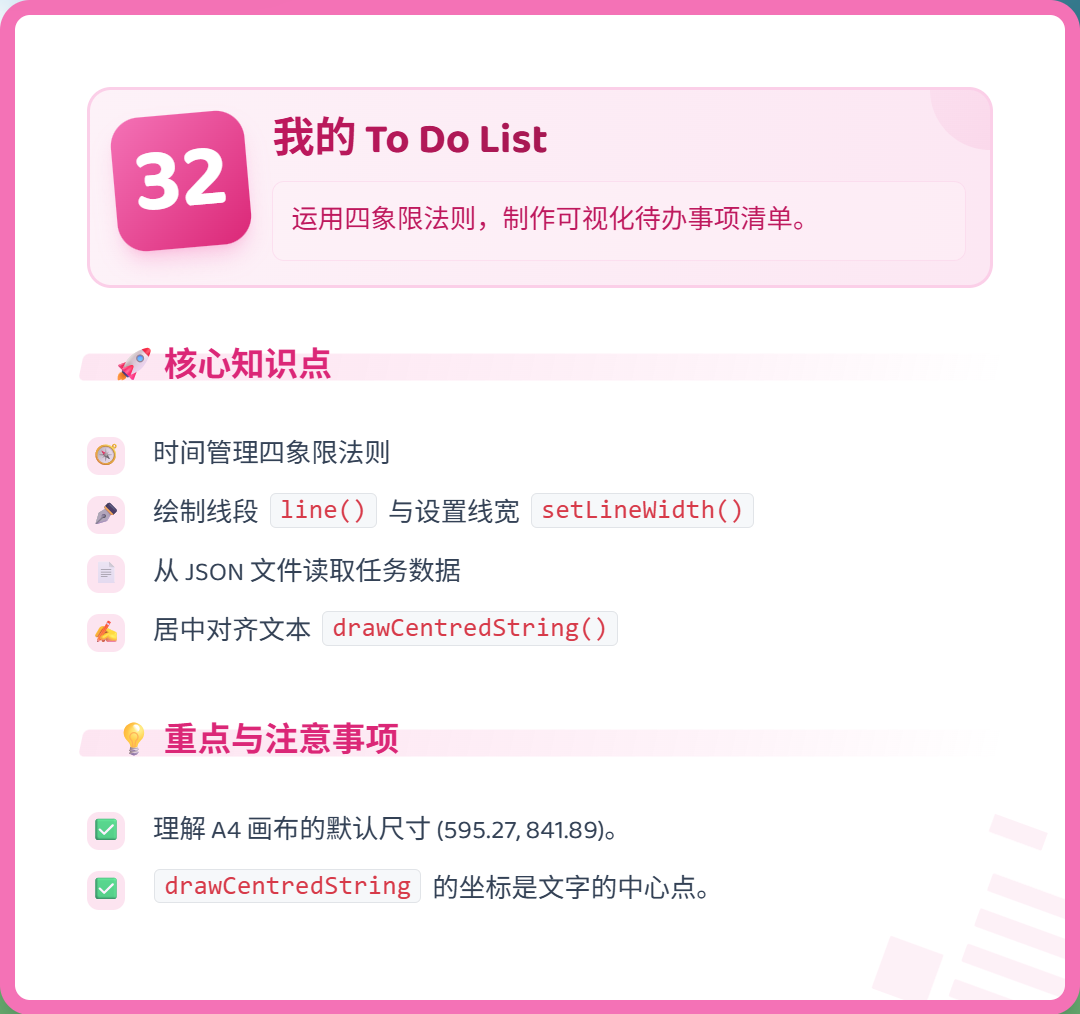 32
我的 To Do List
运用四象限法则，制作可视化待办事项清单。
🚀 核心知识点
时间管理四象限法则
绘制线段 line() 与设置线宽 setLineWidth()
从 JSON 文件读取任务数据
居中对齐文本 drawCentredString()
💡 重点与注意事项
理解 A4 画布的默认尺寸 (595.27, 841.89)。
drawCentredString 的坐标是文字的中心点。